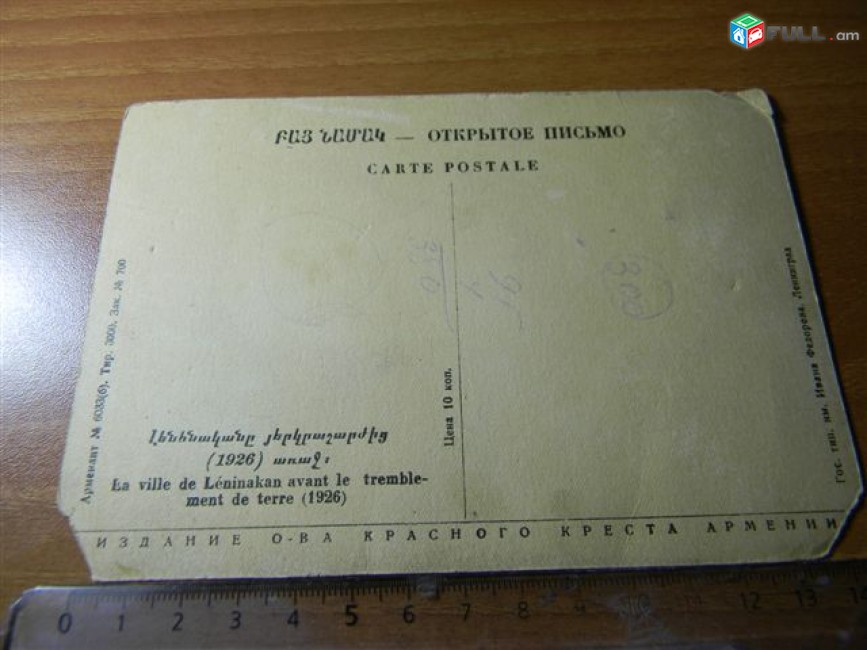 FULL.am
ԲԱՑ ՆԱՄԱԿ — ОТКРЫТОЕ ПИСЬМО
CARTE POSTALE
Армениат № 6033(б). Тир. 3000. Зак. № 700
Լենինականը յերկրաշարժից
(1926) առաջ։
La ville de Léninakan avant le tremble-
ment de terre (1926)
Цена 10 коп.
Гос. тип. им. Ивана Федорова. Ленинград
ИЗДАНИЕ О-ВА КРАСНОГО КРЕСТА АРМЕНИИ
0 1 2 3 4 5 6 7 8 9 10 11 12 13 14